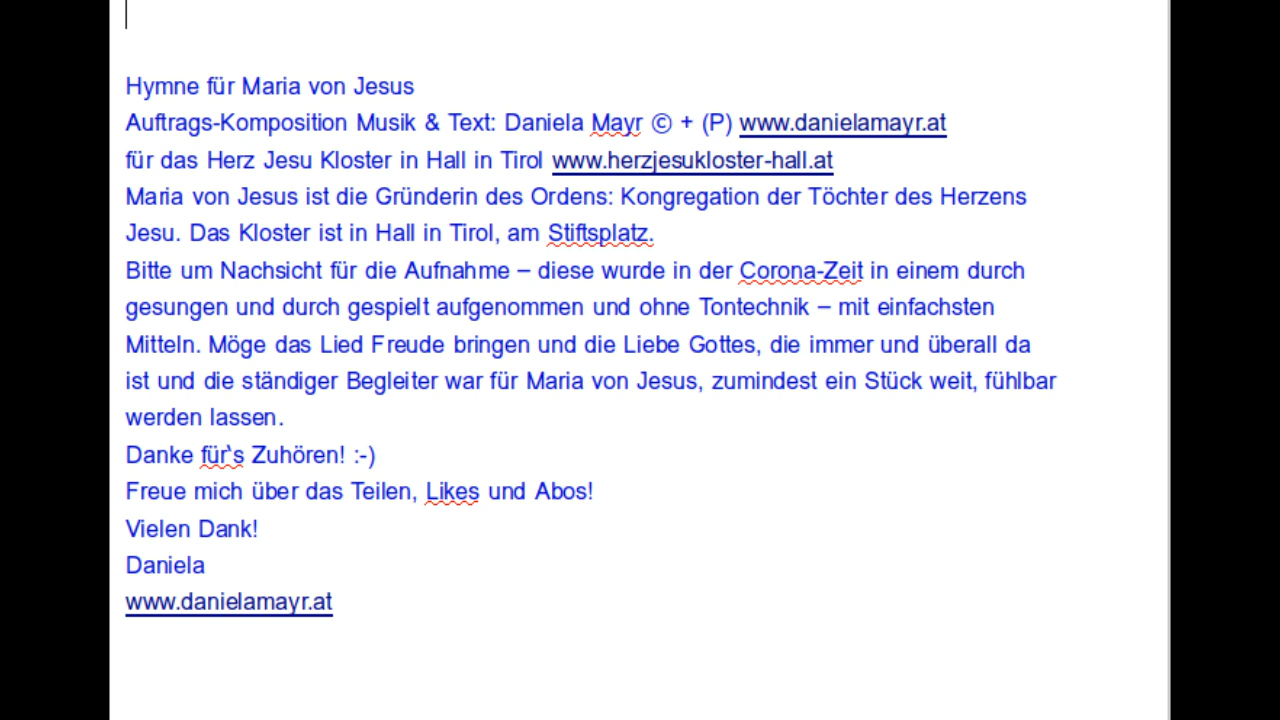 Hymne für Maria von Jesus
Auftrags-Komposition Musik & Text: Daniela Mayr © + (P) www.danielamayr.at
für das Herz Jesu Kloster in Hall in Tirol www.herzjesukloster-hall.at
Maria von Jesus ist die Gründerin des Ordens: Kongregation der Töchter des Herzens
Jesu. Das Kloster ist in Hall in Tirol, am Stiftsplatz.
Bitte um Nachsicht für die Aufnahme – diese wurde in der Corona-Zeit in einem durch
gesungen und durch gespielt aufgenommen und ohne Tontechnik – mit einfachsten
Mitteln. Möge das Lied Freude bringen und die Liebe Gottes, die immer und überall da
ist und die ständiger Begleiter war für Maria von Jesus, zumindest ein Stück weit, fühlbar
werden lassen.
Danke für‛s Zuhören! :-)
Freue mich über das Teilen, Likes und Abos!
Vielen Dank!
Daniela
www.danielamayr.at